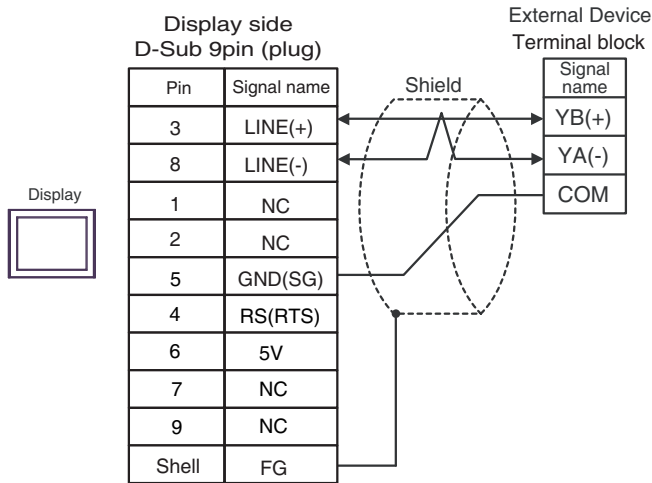 Display side
D-Sub 9pin (plug)
External Device
Terminal block
Pin Signal name
Shield
Signal
name
3 LINE(+)
YB(+)
8 LINE(-)
YA(-)
Display
1 NC
COM
2 NC
5 GND(SG)
4 RS(RTS)
6 5V
7 NC
9 NC
Shell FG